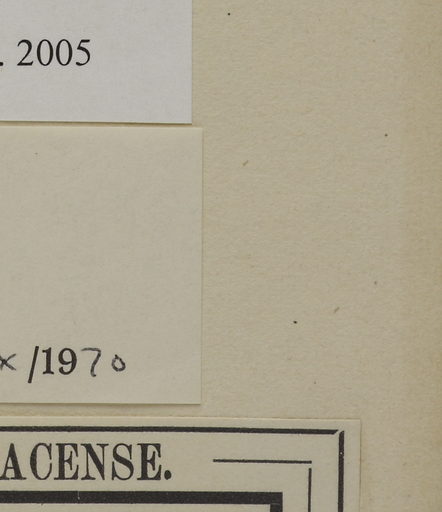 . 2005
x /1970
ACENSE.